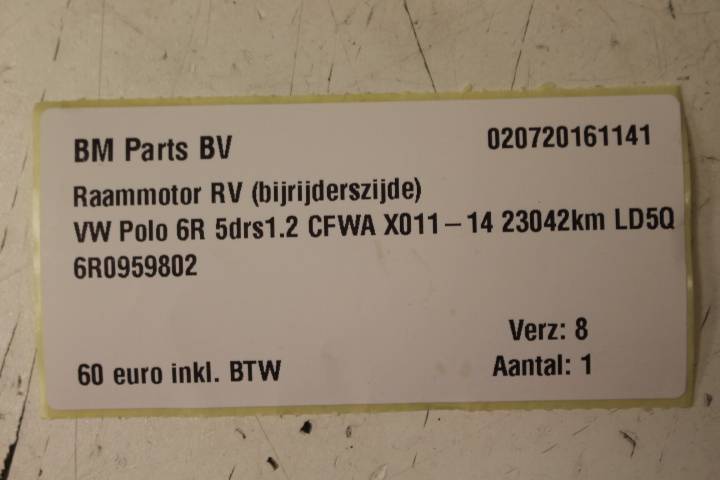 BM Parts BV 020720161141
Raammotor RV (bijrijderszijde)
VW Polo 6R 5drs1.2 CFWA X011-14 23042km LD5Q
6R0959802
Verz: 8
60 euro inkl. BTW Aantal: 1